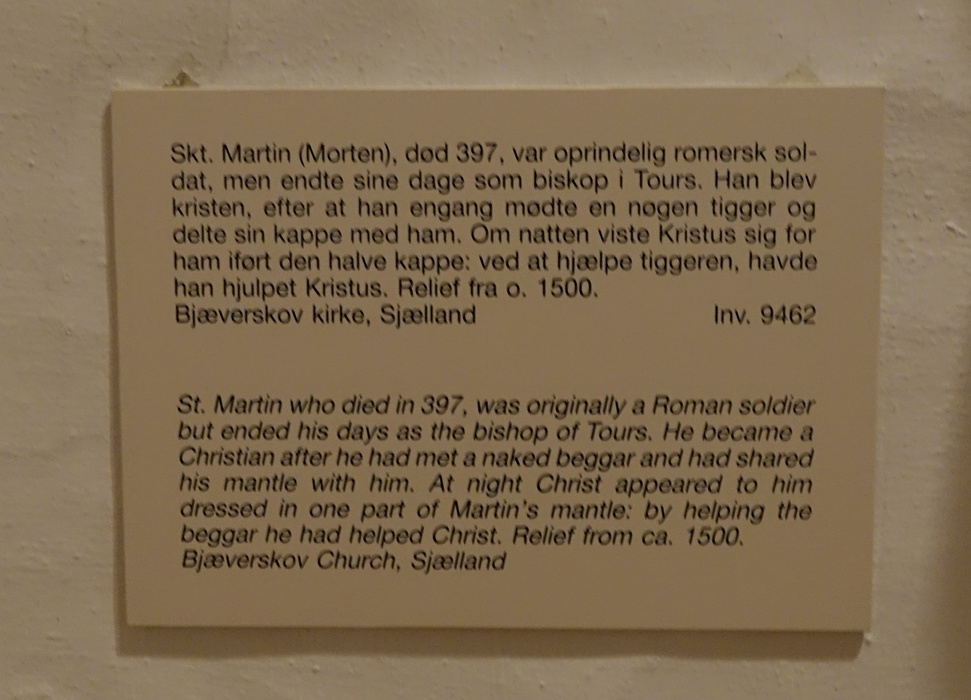 Skt. Martin (Morten), død 397, var oprindelig romersk sol-
dat, men endte sine dage som biskop i Tours. Han blev
kristen, efter at han engang mødte en nøgen tigger og
delte sin kappe med ham. Om natten viste Kristus sig for
ham iført den halve kappe: ved at hjælpe tiggeren, havde
han hjulpet Kristus. Relief fra o. 1500.
Bjæverskov kirke, Sjælland Inv. 9462
St. Martin who died in 397, was originally a Roman soldier
but ended his days as the bishop of Tours. He became a
Christian after he had met a naked beggar and had shared
his mantle with him. At night Christ appeared to him
dressed in one part of Martin's mantle: by helping the
beggar he had helped Christ. Relief from ca. 1500.
Bjæverskov Church, Sjælland